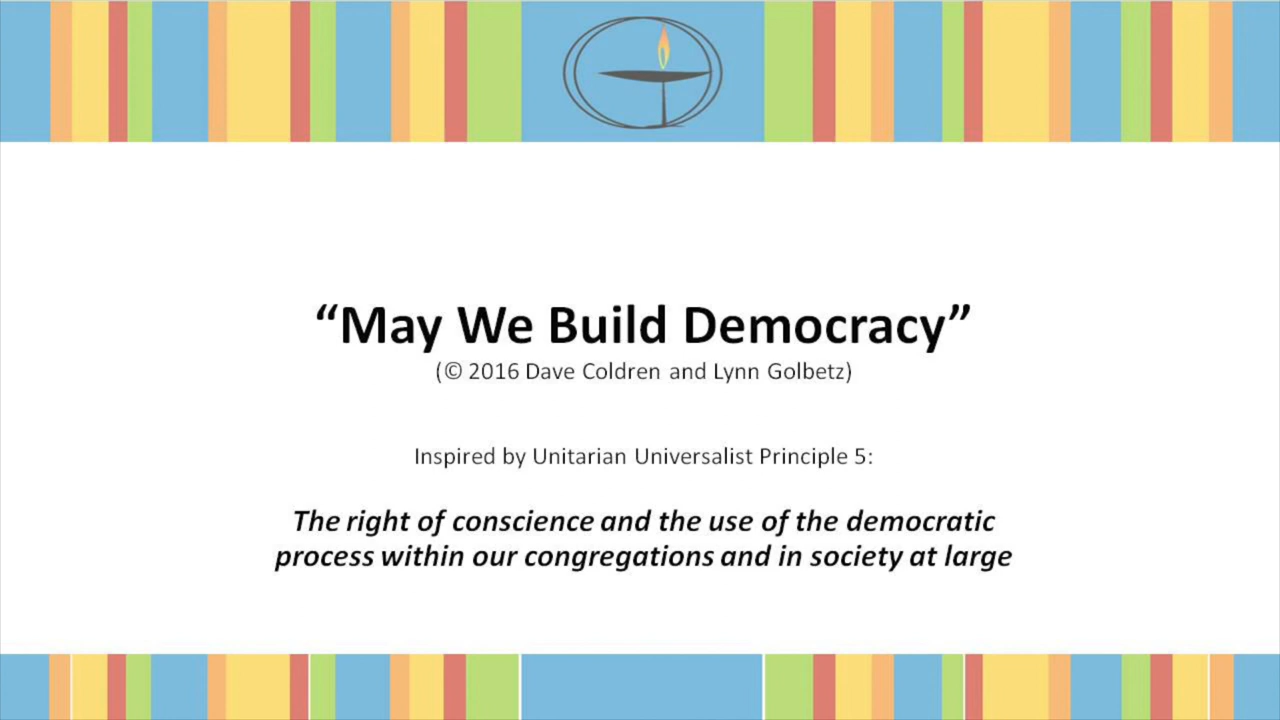 “May We Build Democracy”
(© 2016 Dave Coldren and Lynn Golbetz)
Inspired by Unitarian Universalist Principle 5:
The right of conscience and the use of the democratic
process within our congregations and in society at large